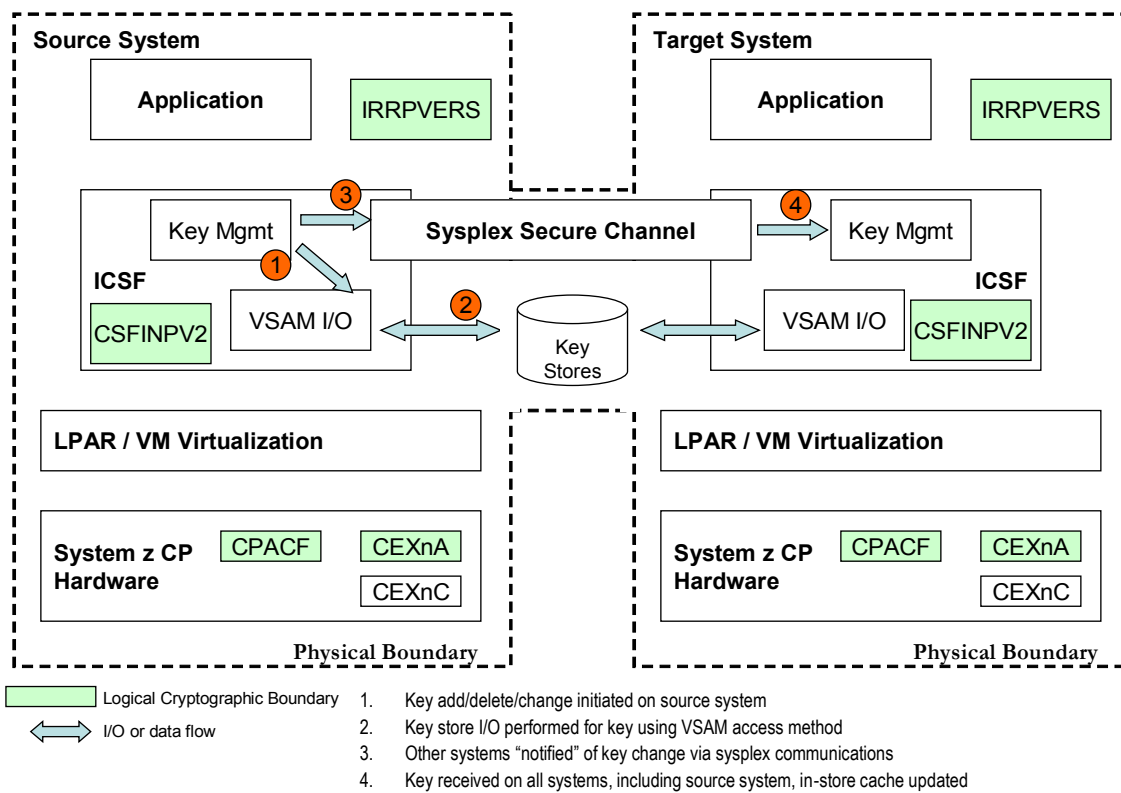 Source System
Application
IRRPVERS
3
Key Mgmt
1
ICSF
CSFINPV2
VSAM I/O
Sysplex Secure Channel
2
Key
Stores
LPAR / VM Virtualization
System z CP
Hardware
CPACF
CEXnA
CEXnC
Physical Boundary
Target System
Application
IRRPVERS
4
Key Mgmt
ICSF
VSAM I/O
CSFINPV2
LPAR / VM Virtualization
System z CP
Hardware
CPACF
CEXnA
CEXnC
Physical Boundary
Logical Cryptographic Boundary
I/O or data flow
1. Key add/delete/change initiated on source system
2. Key store I/O performed for key using VSAM access method
3. Other systems “notified” of key change via sysplex communications
4. Key received on all systems, including source system, in-store cache updated